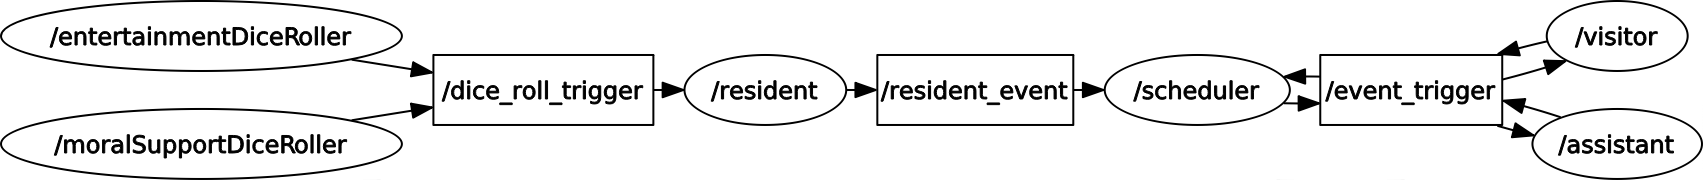 /entertainmentDiceRoller
/moralSupportDiceRoller
/dice_roll_trigger
/resident
/resident_event
/scheduler
/event_trigger
/visitor
/assistant